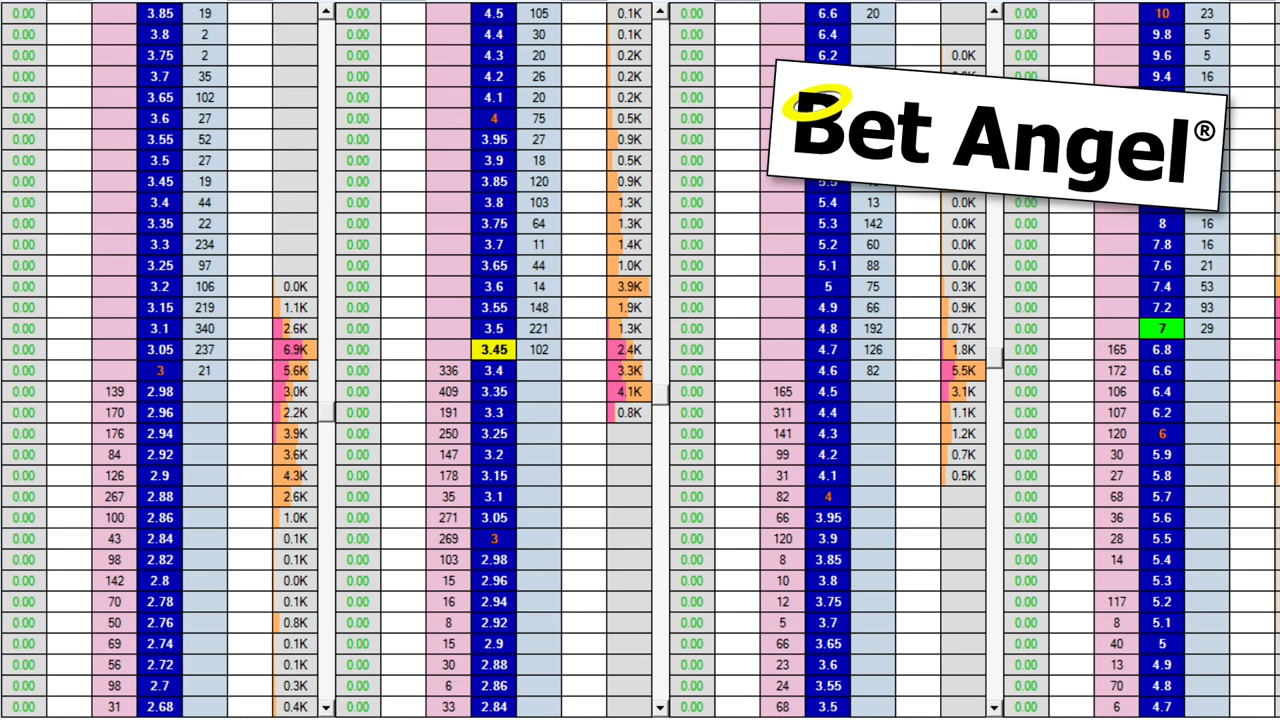 0.00 3.85 19 0.00 4.5 105 0.1K 0.00 6.6 20 0.00 10 23
0.00 3.8 2 0.00 4.4 30 0.1K 0.00 6.4 0.00 9.8 5
0.00 3.75 2 0.00 4.3 20 0.2K 0.00 6.2 0.0K 0.00 9.6 5
0.00 3.7 35 0.00 4.2 26 0.2K 0.00 0.00 9.4 16
0.00 3.65 102 0.00 4.1 20 0.2K 0.00
0.00 3.6 27 0.00 4 75 0.5K 0.00
Bet Angel®
0.00 3.55 52 0.00 3.95 27 0.9K 0.00
0.00 3.5 27 0.00 3.9 18 0.5K 0.00
0.00 3.45 19 0.00 3.85 120 0.9K 0.00
0.00 3.4 44 0.00 3.8 103 1.3K 0.00 5.4 13 0.0K 0.00
0.00 3.35 22 0.00 3.75 64 1.3K 0.00 5.3 142 0.0K 0.00 8 16
0.00 3.3 234 0.00 3.7 11 1.4K 0.00 5.2 60 0.0K 0.00 7.8 16
0.00 3.25 97 0.00 3.65 44 1.0K 0.00 5.1 88 0.0K 0.00 7.6 21
0.00 3.2 106 0.0K 0.00 3.6 14 3.9K 0.00 5 75 0.3K 0.00 7.4 53
0.00 3.15 219 1.1K 0.00 3.55 148 1.9K 0.00 4.9 66 0.9K 0.00 7.2 93
0.00 3.1 340 2.6K 0.00 3.5 221 1.3K 0.00 4.8 192 0.7K 0.00 7 29
0.00 3.05 237 6.9K 0.00 3.45 102 2.4K 0.00 4.7 126 1.8K 0.00 165 6.8
0.00 3 21 5.6K 0.00 336 3.4 3.3K 0.00 4.6 82 5.5K 0.00 172 6.6
0.00 139 2.98 3.0K 0.00 409 3.35 4.1K 0.00 165 4.5 3.1K 0.00 106 6.4
0.00 170 2.96 2.2K 0.00 191 3.3 0.8K 0.00 311 4.4 1.1K 0.00 107 6.2
0.00 176 2.94 3.9K 0.00 250 3.25 0.00 141 4.3 1.2K 0.00 120 6
0.00 84 2.92 3.6K 0.00 147 3.2 0.00 99 4.2 0.7K 0.00 30 5.9
0.00 126 2.9 4.3K 0.00 178 3.15 0.00 31 4.1 0.5K 0.00 27 5.8
0.00 267 2.88 2.6K 0.00 35 3.1 0.00 82 4 0.00 68 5.7
0.00 100 2.86 1.0K 0.00 271 3.05 0.00 66 3.95 0.00 36 5.6
0.00 43 2.84 0.1K 0.00 269 3 0.00 120 3.9 0.00 28 5.5
0.00 98 2.82 0.1K 0.00 103 2.98 0.00 8 3.85 0.00 14 5.4
0.00 142 2.8 0.0K 0.00 15 2.96 0.00 10 3.8 0.00 5.3
0.00 70 2.78 0.1K 0.00 16 2.94 0.00 12 3.75 0.00 117 5.2
0.00 50 2.76 0.8K 0.00 8 2.92 0.00 5 3.7 0.00 8 5.1
0.00 69 2.74 0.1K 0.00 15 2.9 0.00 66 3.65 0.00 40 5
0.00 56 2.72 0.1K 0.00 30 2.88 0.00 23 3.6 0.00 13 4.9
0.00 98 2.7 0.3K 0.00 6 2.86 0.00 24 3.55 0.00 70 4.8
0.00 31 2.68 0.4K 0.00 33 2.84 0.00 68 3.5 0.00 6 4.7